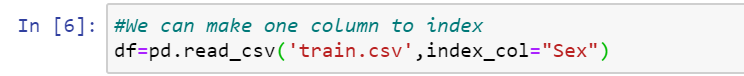 In [6]: #We can make one column to index
df=pd.read_csv('train.csv',index_col="Sex")